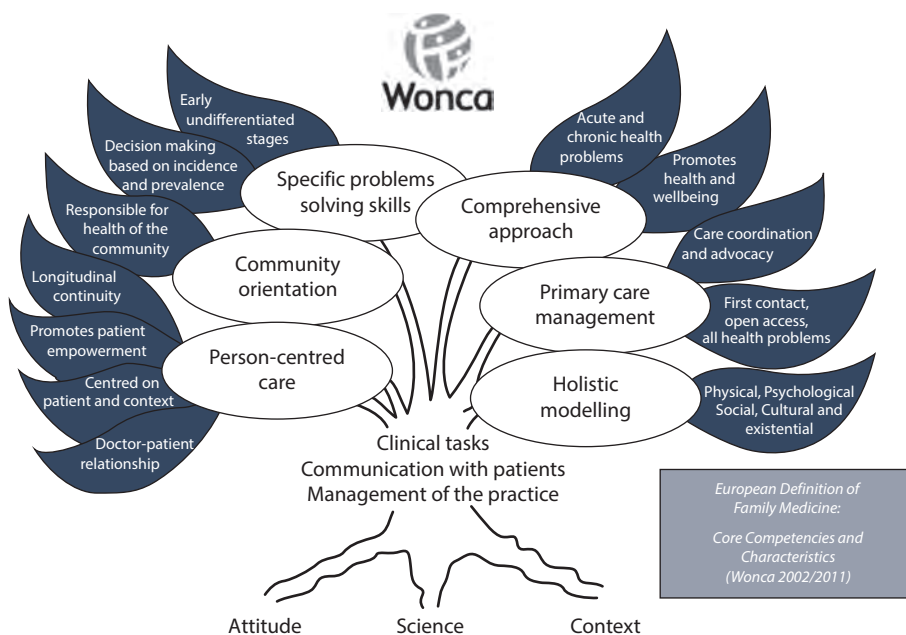 Wonca
Early
undifferentiated
stages
Decision making
based on incidence
and prevalence
Responsible for
health of the
community
Longitudinal
continuity
Promotes patient
empowerment
Centred on
patient and context
Doctor-patient
relationship
Specific problems
solving skills
Community
orientation
Person-centred
care
Comprehensive
approach
Primary care
management
Holistic
modelling
Acute and
chronic health
problems
Promotes
health and
wellbeing
Care coordination
and advocacy
First contact,
open access,
all health problems
Physical, Psychological
Social, Cultural and
existential
Clinical tasks
Communication with patients
Management of the practice
Attitude
Science
Context
European Definition of
Family Medicine:
Core Competencies and
Characteristics
(Wonca 2002/2011)